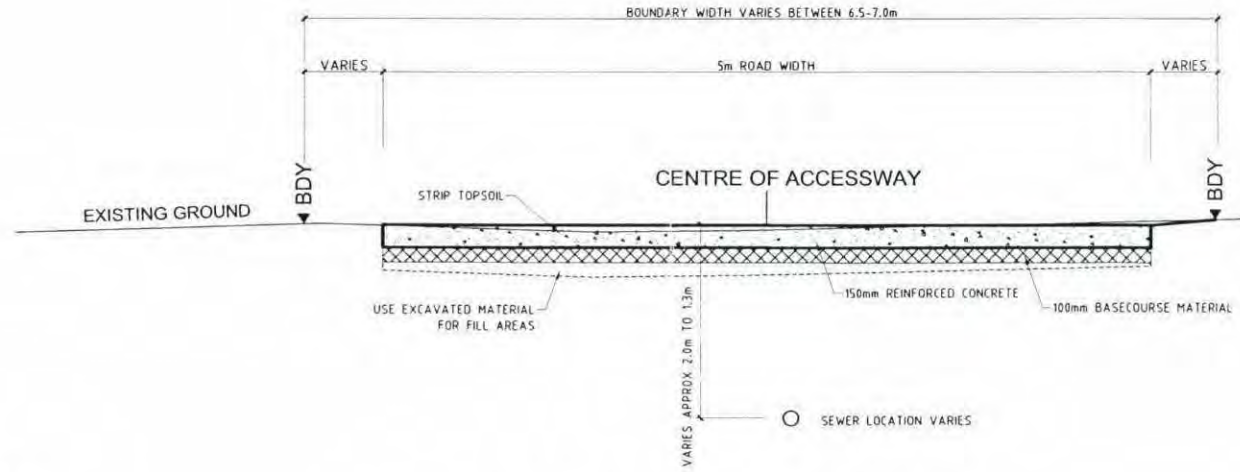 BOUNDARY WIDTH VARIES BETWEEN 6.5-7.0m
VARIES
5m ROAD WIDTH
VARIES
BDY
BDY
CENTRE OF ACCESSWAY
STRIP TOPSOIL
EXISTING GROUND
150mm REINFORCED CONCRETE
100mm BASECOURSE MATERIAL
USE EXCAVATED MATERIAL
FOR FILL AREAS
VARIES APPROX 2.0m TO 1.3m
SEWER LOCATION VARIES